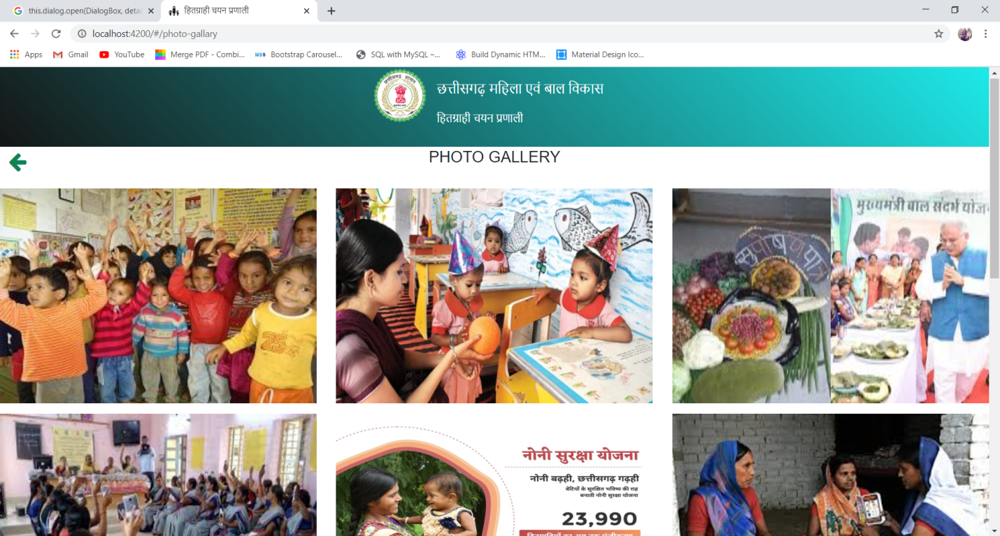 this.dialog.open(DialogBox, deta
हितग्राही चयन प्रणाली
localhost:4200/#/photo-gallary
Apps
Gmail
YouTube
Merge PDF - Combi...
Bootstrap Carousel...
SQL with MySQL –...
Build Dynamic HTM...
Material Design Ico...
छत्तीसगढ़ महिला एवं बाल विकास
हितग्राही चयन प्रणाली
PHOTO GALLERY
मुख्यमंत्री बाल संदर्भ योज
नोनी सुरक्षा योजना
नोनी बढ़ही, छत्तीसगढ़ गढ़ही
बेटियों के सुरक्षित भविष्य की राह
बनाती नोनी सुरक्षा योजना
23,990